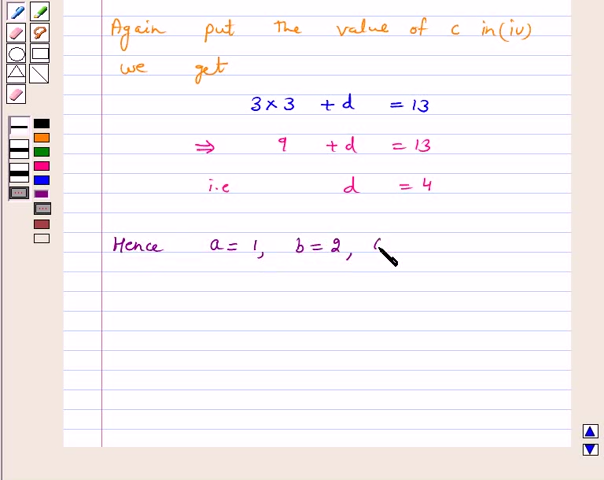 Again put the value of c in (iv)
we get
3 × 3 + d = 13
⇒ 9 + d = 13
i.e d = 4
Hence a = 1, b = 2, c